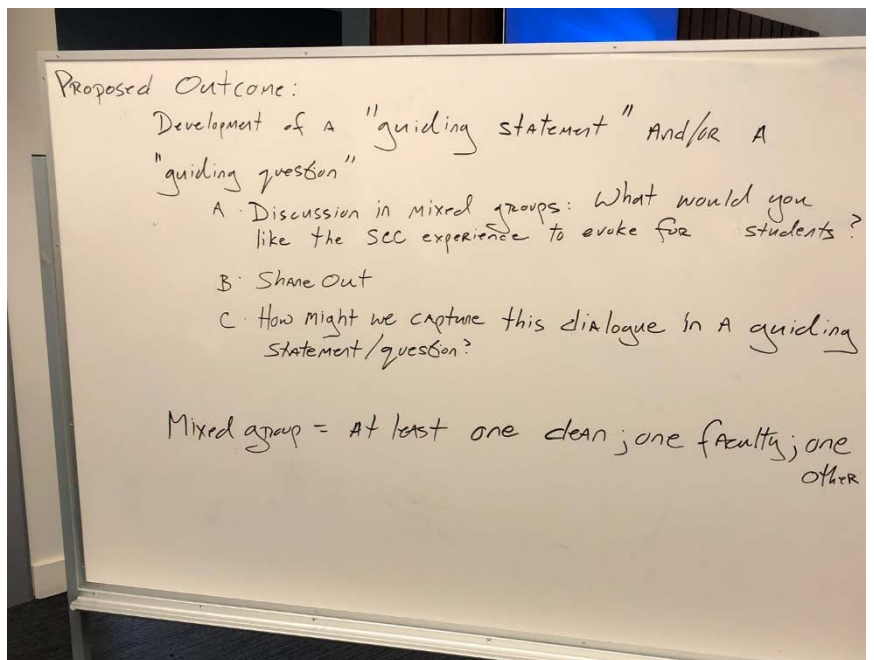 Proposed Outcome:
Development of a "guiding statement" and/or a
"guiding question"
A. Discussion in mixed groups: What would you
like the SCC experience to evoke for students?
B. Share Out
C. How might we capture this dialogue in a guiding
statement/question?
Mixed group = At least one dean; one faculty; one
other